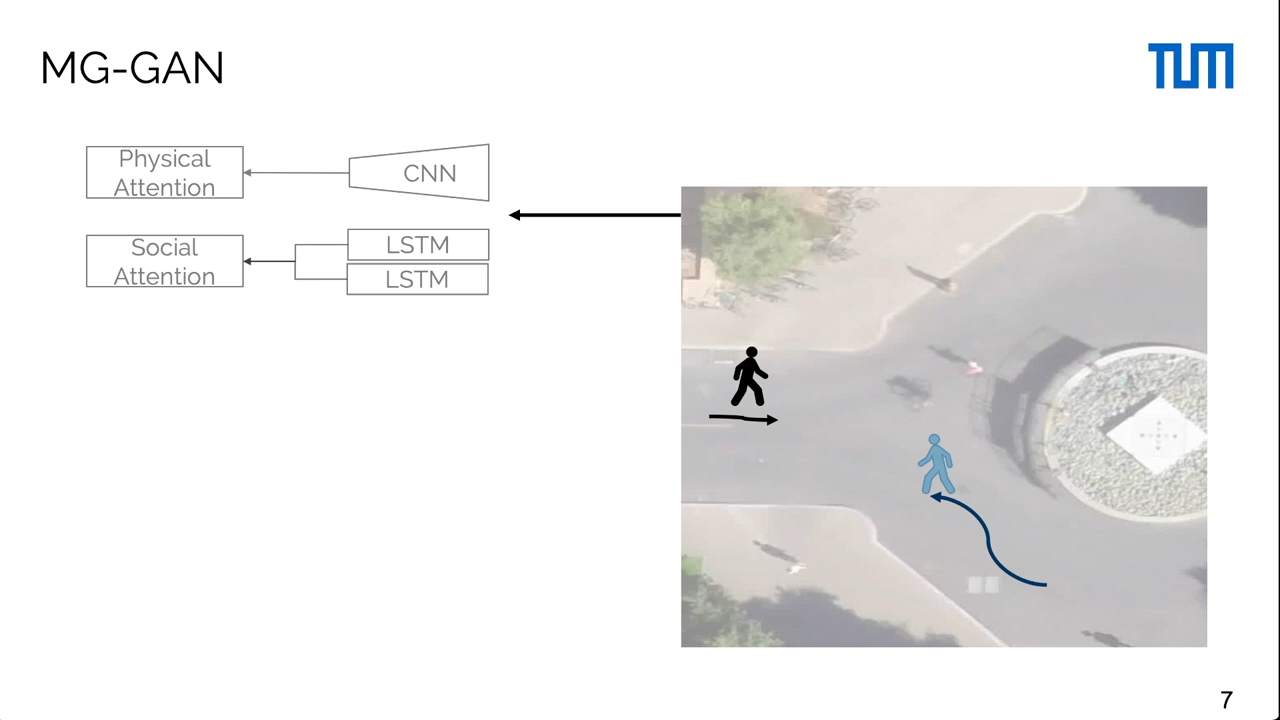 MG-GAN
TUM
Physical
Attention
CNN
Social
Attention
LSTM
LSTM
7